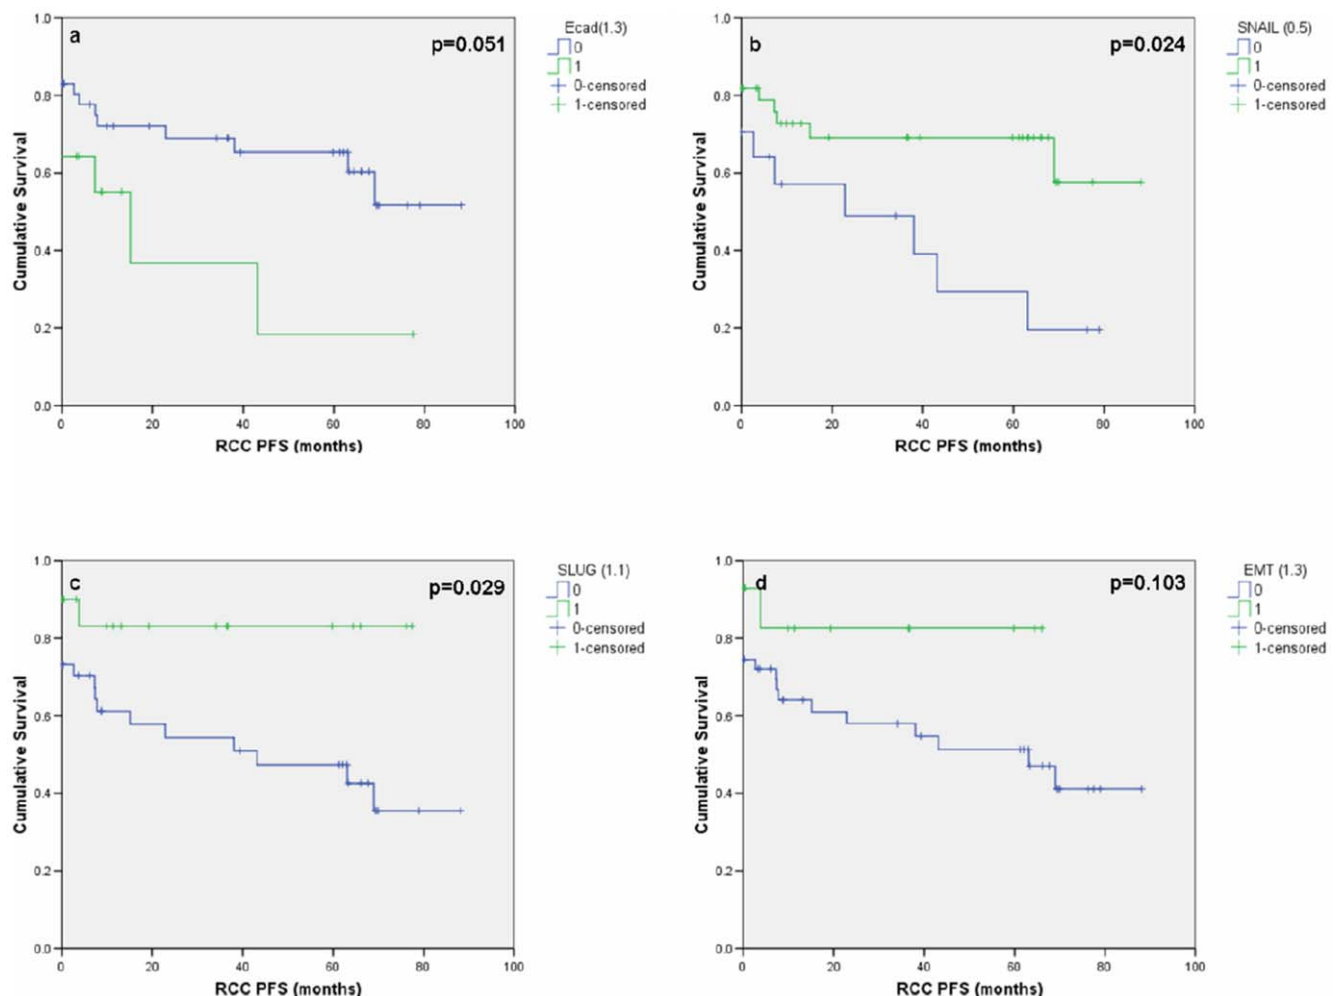 a
p=0.051
Ecad(1.3)
0
1
0-censored
1-censored
Cumulative Survival
1.0
0.8
0.6
0.4
0.2
0.0
0 20 40 60 80 100
RCC PFS (months)
b
p=0.024
SNAIL (0.5)
0
1
0-censored
1-censored
Cumulative Survival
1.0
0.8
0.6
0.4
0.2
0.0
0 20 40 60 80 100
RCC PFS (months)
c
p=0.029
SLUG (1.1)
0
1
0-censored
1-censored
Cumulative Survival
1.0
0.8
0.6
0.4
0.2
0.0
0 20 40 60 80 100
RCC PFS (months)
d
p=0.103
EMT (1.3)
0
1
0-censored
1-censored
Cumulative Survival
1.0
0.8
0.6
0.4
0.2
0.0
0 20 40 60 80 100
RCC PFS (months)